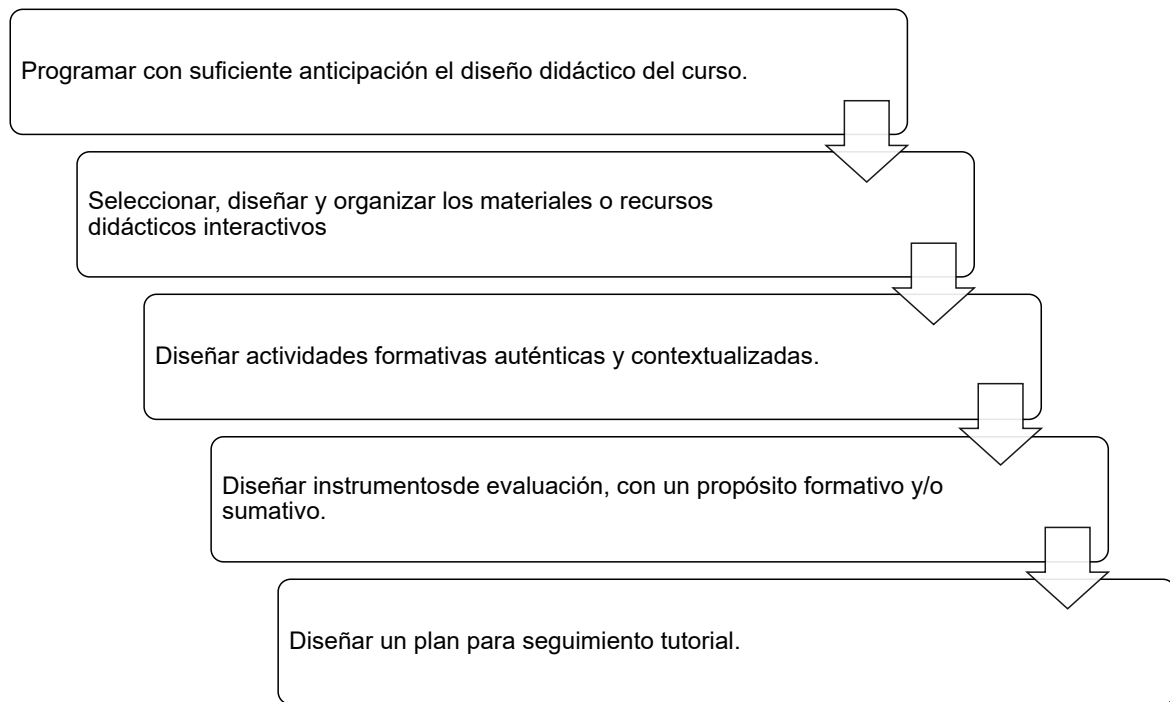 Programar con suficiente anticipación el diseño didáctico del curso.
Seleccionar, diseñar y organizar los materiales o recursos
didácticos interactivos
Diseñar actividades formativas auténticas y contextualizadas.
Diseñar instrumentosde evaluación, con un propósito formativo y/o
sumativo.
Diseñar un plan para seguimiento tutorial.